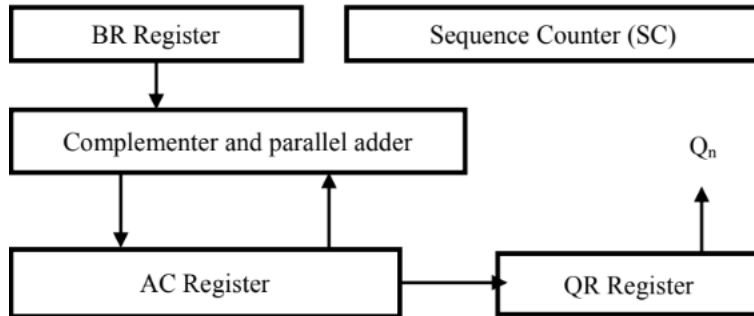 BR Register
Sequence Counter (SC)
Complementer and parallel adder
Qn
AC Register
QR Register